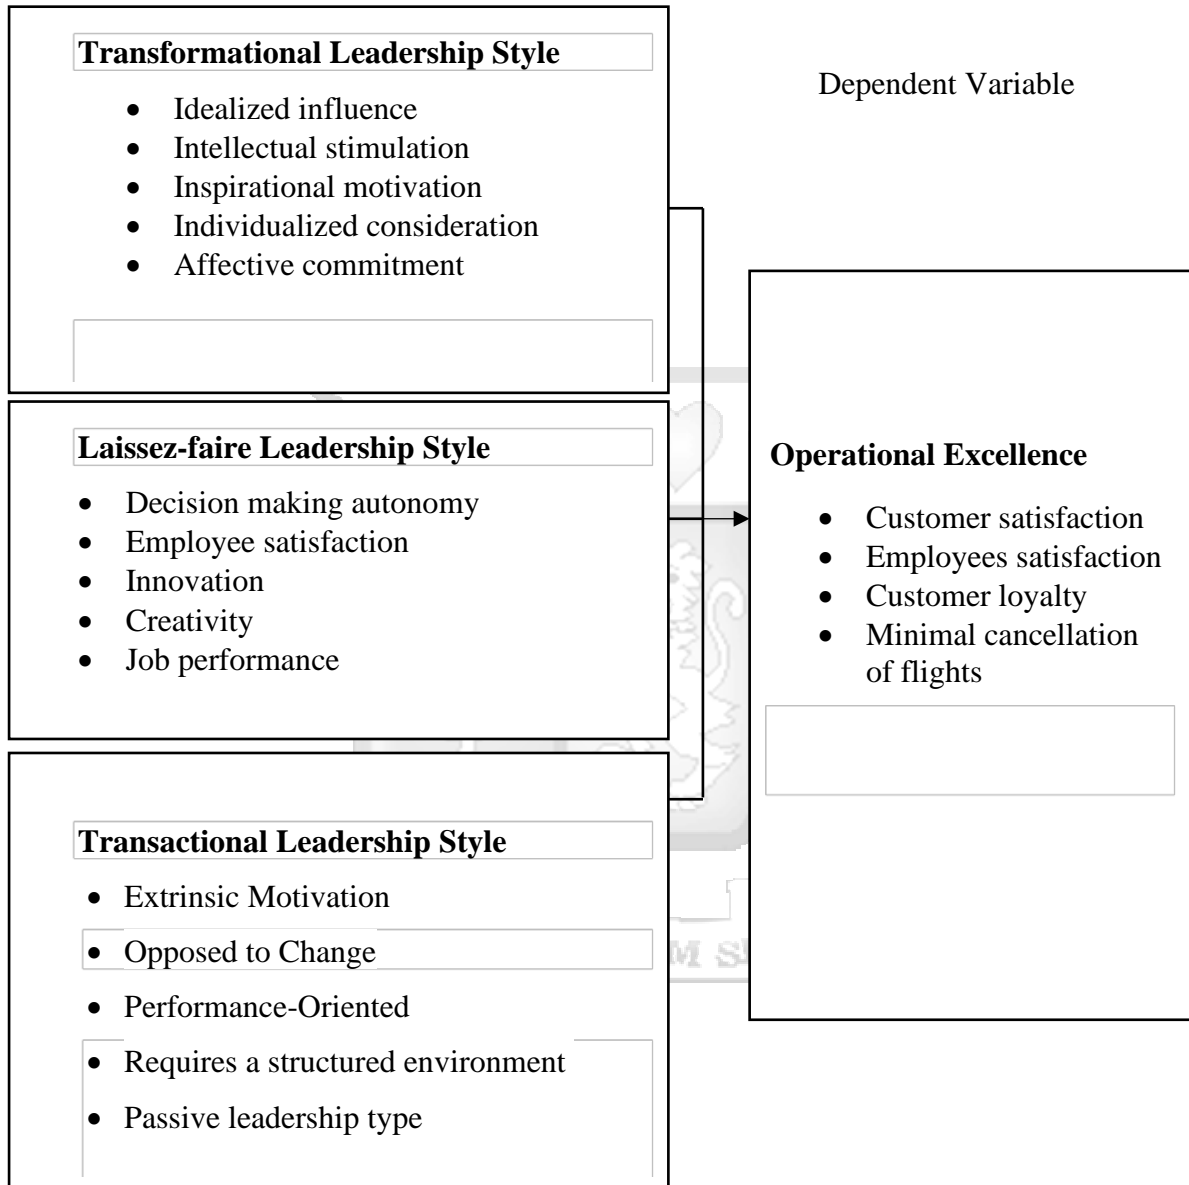 Transformational Leadership Style
• Idealized influence
• Intellectual stimulation
• Inspirational motivation
• Individualized consideration
• Affective commitment
Laissez-faire Leadership Style
• Decision making autonomy
• Employee satisfaction
• Innovation
• Creativity
• Job performance
Transactional Leadership Style
• Extrinsic Motivation
• Opposed to Change
• Performance-Oriented
• Requires a structured environment
• Passive leadership type
Dependent Variable
Operational Excellence
• Customer satisfaction
• Employees satisfaction
• Customer loyalty
• Minimal cancellation
of flights